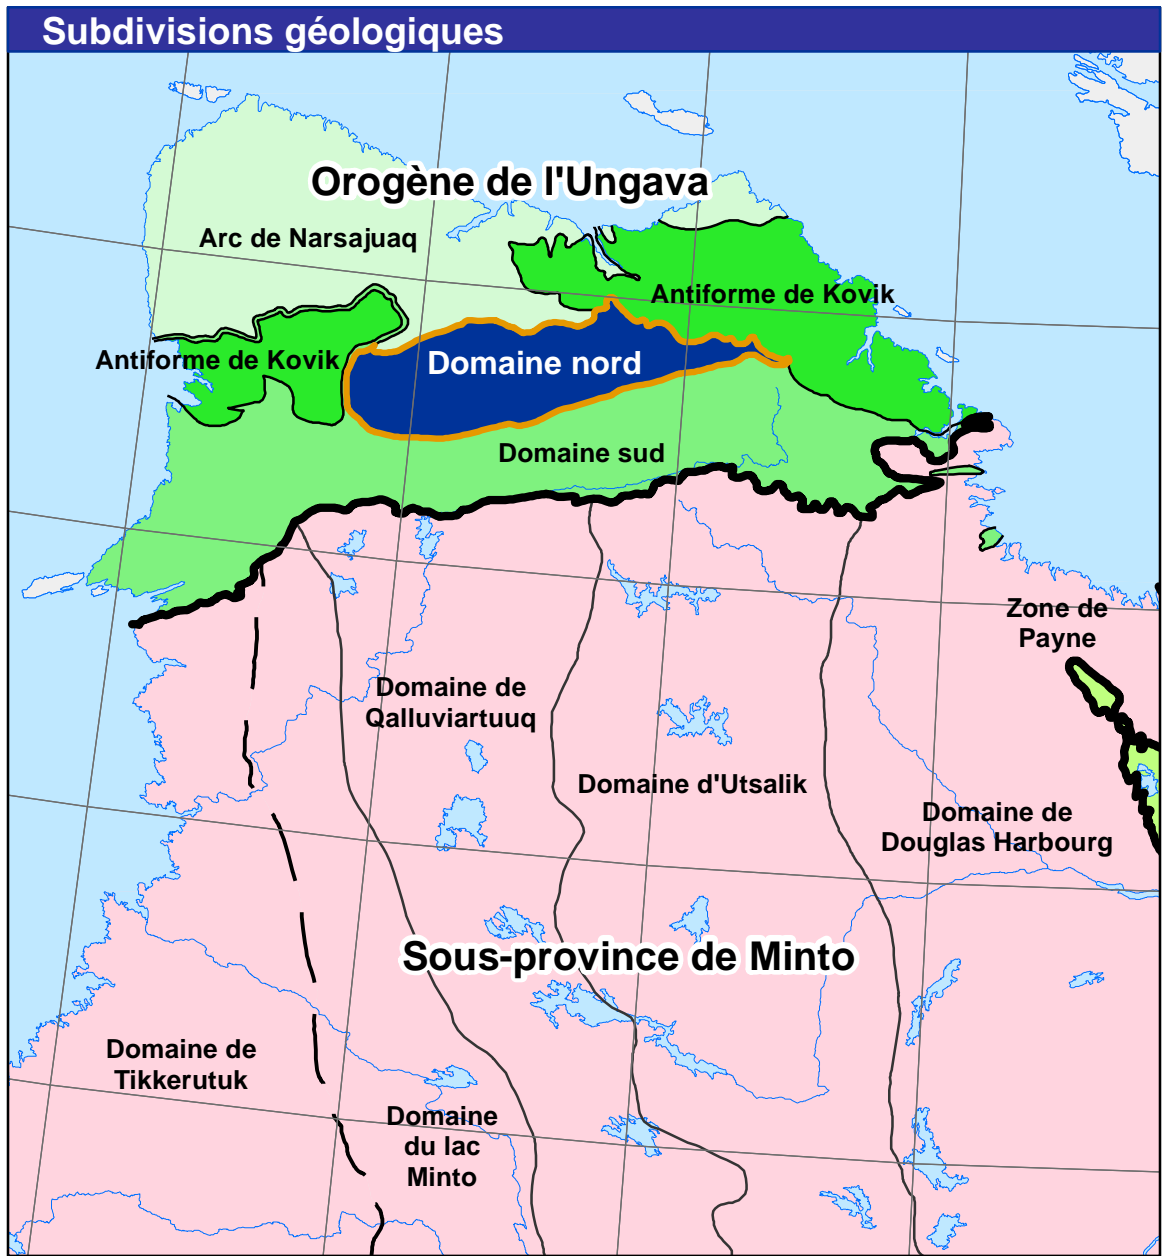 Subdivisions géologiques
Orogène de l'Ungava
Arc de Narsajuaq
Antiforme de Kovik
Antiforme de Kovik
Domaine nord
Domaine sud
Zone de
Payne
Domaine de
Qalluviartuuq
Domaine d'Utsalik
Domaine de
Douglas Harbourg
Sous-province de Minto
Domaine de
Tikkerutuk
Domaine
du lac
Minto